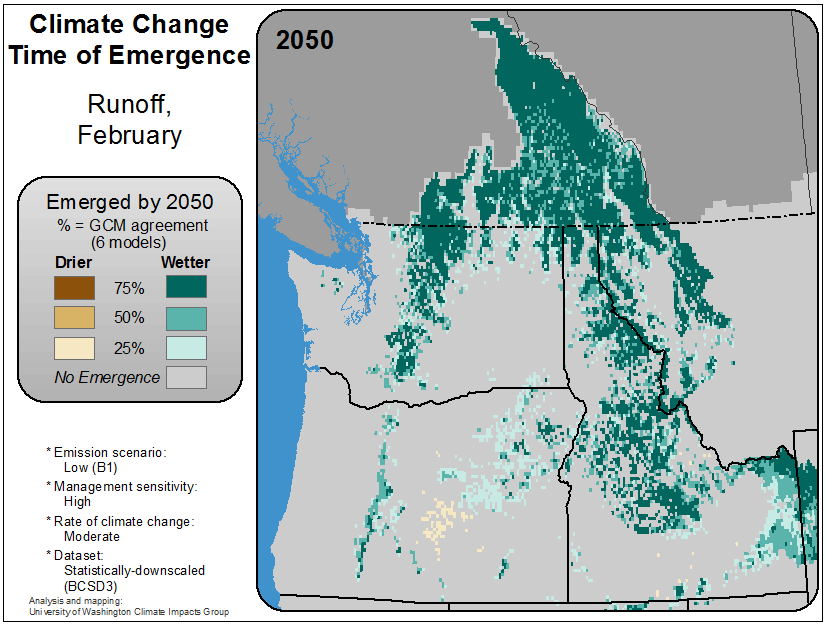 Climate Change
Time of Emergence
Runoff,
February
Emerged by 2050
% = GCM agreement
(6 models)
Drier Wetter
75%
50%
25%
No Emergence
* Emission scenario:
Low (B1)
* Management sensitivity:
High
* Rate of climate change:
Moderate
* Dataset:
Statistically-downscaled
(BCSD3)
Analysis and mapping:
University of Washington Climate Impacts Group
2050